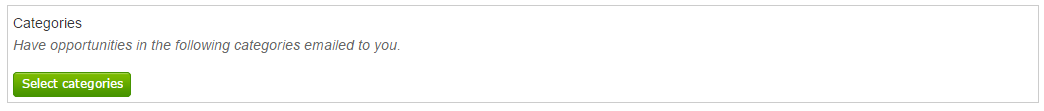 Categories
Have opportunities in the following categories emailed to you.
Select categories